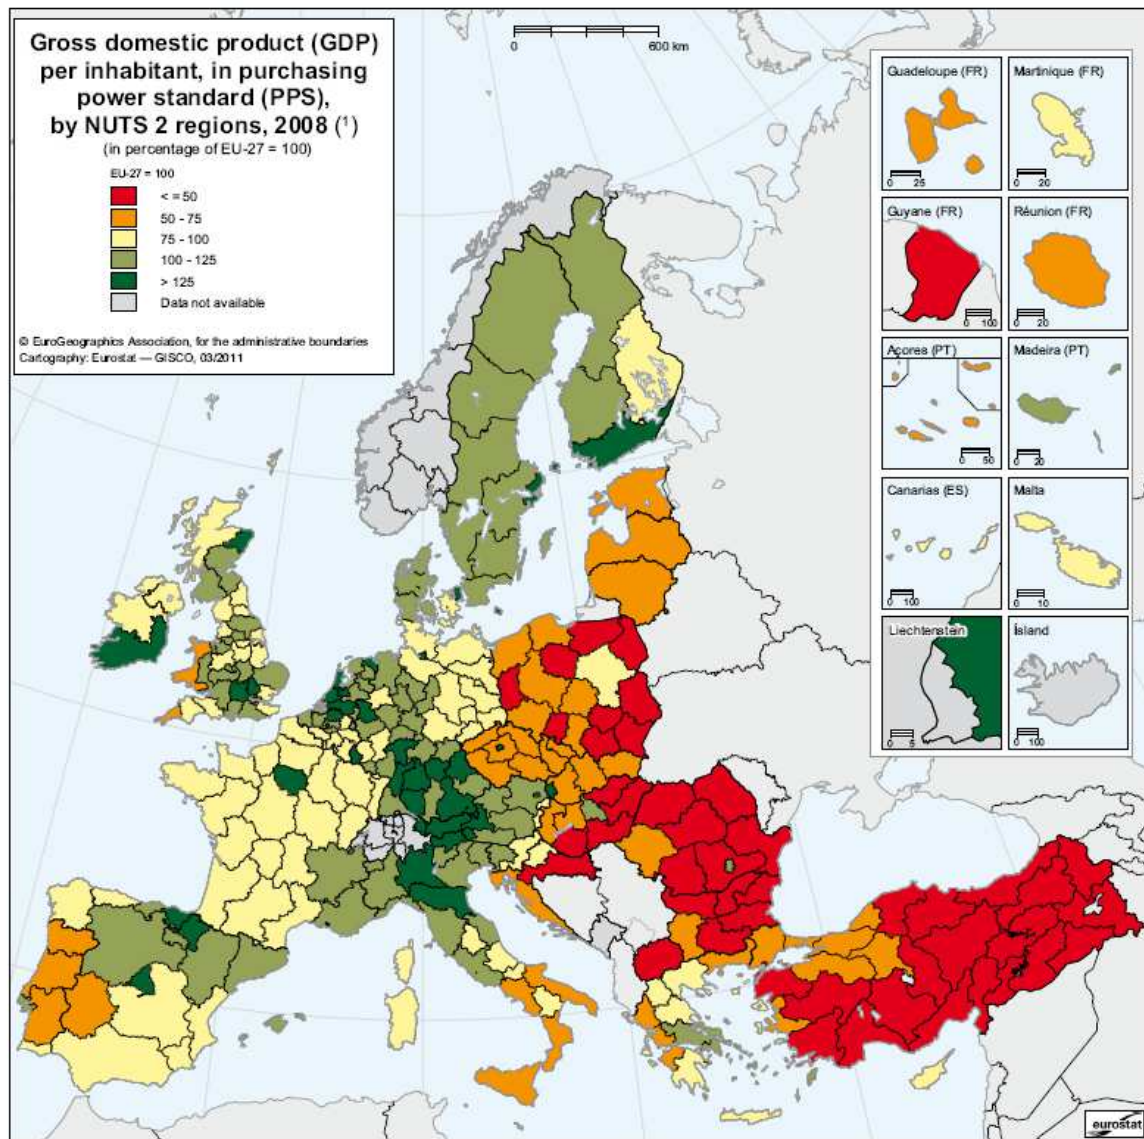 Gross domestic product (GDP)
per inhabitant, in purchasing
power standard (PPS),
by NUTS 2 regions, 2008 (¹)
(in percentage of EU-27 = 100)
EU-27 = 100
< = 50
50 - 75
75 - 100
100 - 125
> 125
Data not available
© EuroGeographics Association, for the administrative boundaries
Cartography: Eurostat — GISCO, 03/2011
0 600 km
Guadeloupe (FR)
0 25
Martinique (FR)
0 20
Guyane (FR)
0 100
Réunion (FR)
0 20
Açores (PT)
0 50
Madeira (PT)
0 20
Canarias (ES)
0 100
Malta
0 10
Liechtenstein
0 5
Ísland
0 100
eurostat